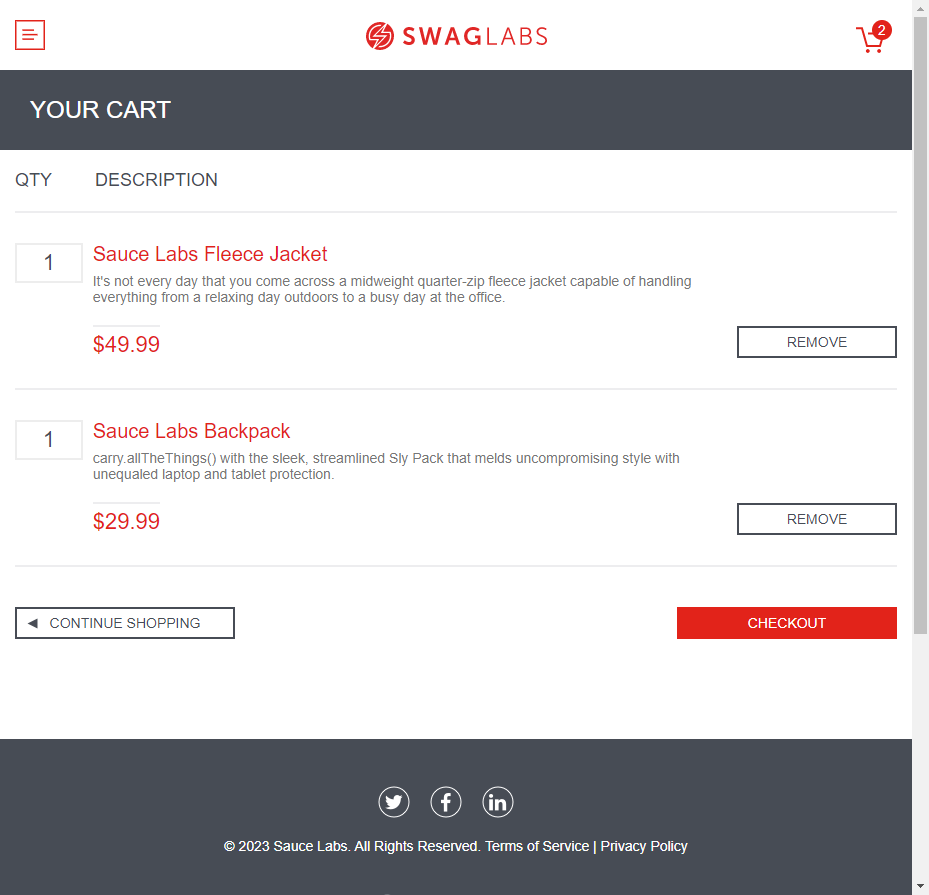 SWAGLABS
2
YOUR CART
QTY DESCRIPTION
1
Sauce Labs Fleece Jacket
It's not every day that you come across a midweight quarter-zip fleece jacket capable of handling
everything from a relaxing day outdoors to a busy day at the office.
$49.99
REMOVE
1
Sauce Labs Backpack
carry.allTheThings() with the sleek, streamlined Sly Pack that melds uncompromising style with
unequaled laptop and tablet protection.
$29.99
REMOVE
CONTINUE SHOPPING
CHECKOUT
© 2023 Sauce Labs. All Rights Reserved. Terms of Service | Privacy Policy